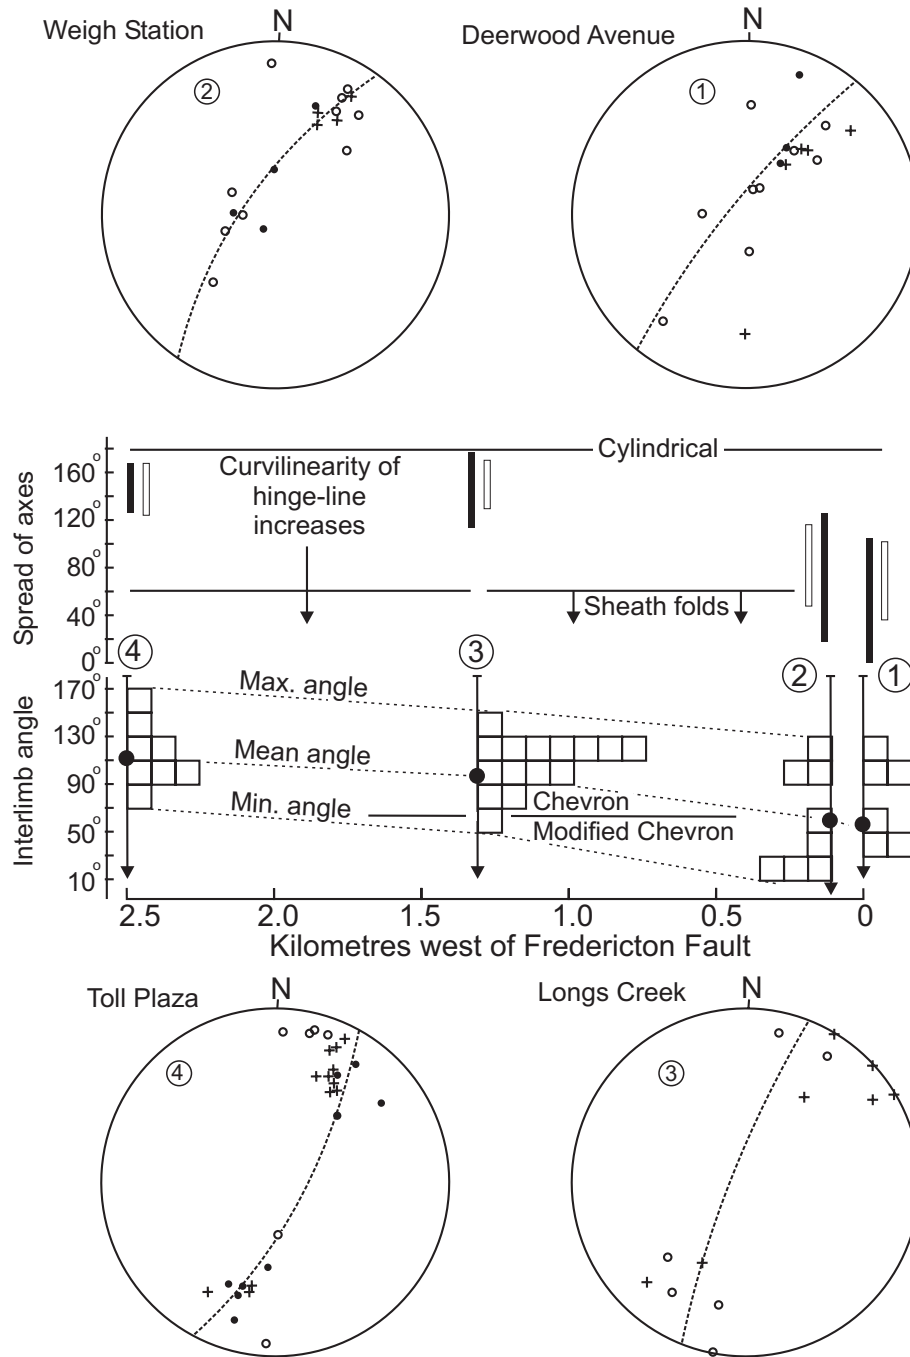 Weigh Station
N
Deerwood Avenue
N
2
1
Spread of axes
160°
120°
80°
40°
0°
Cylindrical
Curvilinearity of
hinge-line
increases
Sheath folds
4
3
2
1
Interlimb angle
170°
130°
90°
50°
10°
Max. angle
Mean angle
Min. angle
Chevron
Modified Chevron
2.5
2.0
1.5
1.0
0.5
0
Kilometres west of Fredericton Fault
Toll Plaza
N
Longs Creek
N
4
3